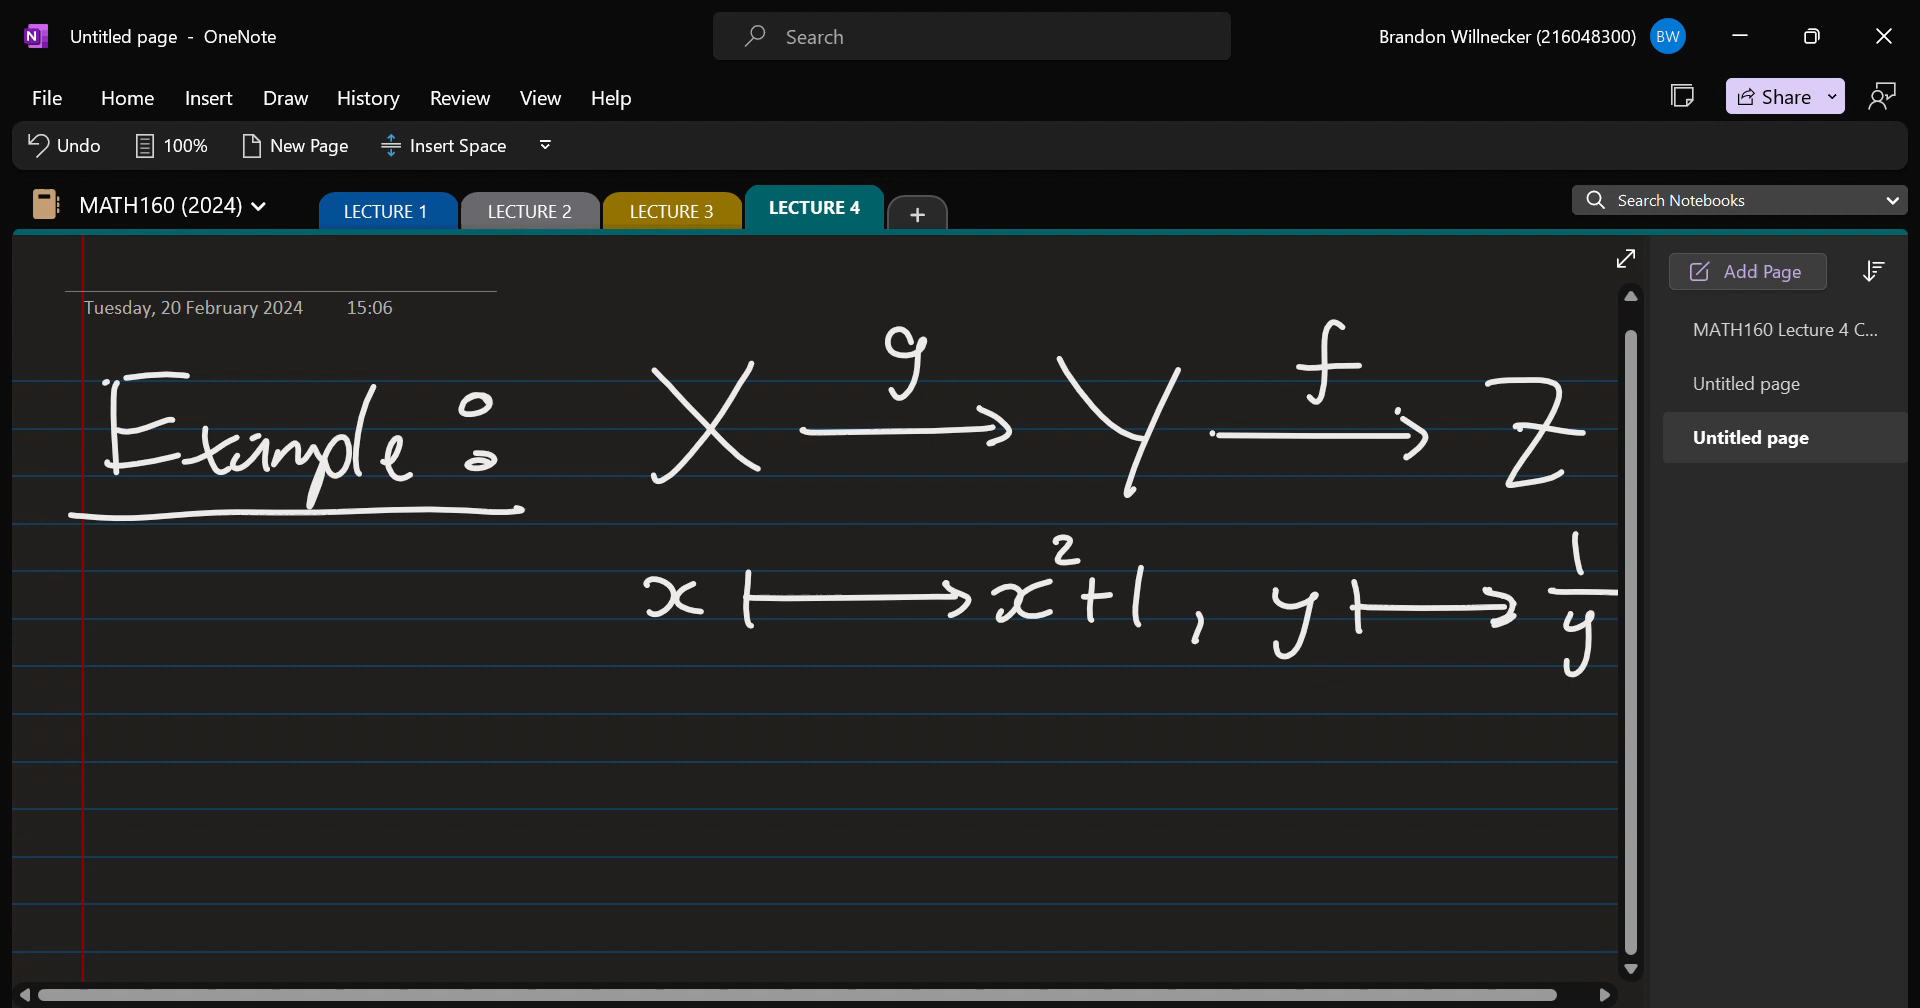 Untitled page - OneNote
Search
Brandon Willnecker (216048300) BW
File Home Insert Draw History Review View Help
Share
Undo 100% New Page Insert Space
MATH160 (2024) LECTURE 1 LECTURE 2 LECTURE 3 LECTURE 4 +
Search Notebooks
Tuesday, 20 February 2024 15:06
Example : X —g→ Y —f→ Z
x ↦ x²+1 , y ↦ 1/y
Add Page
MATH160 Lecture 4 C...
Untitled page
Untitled page